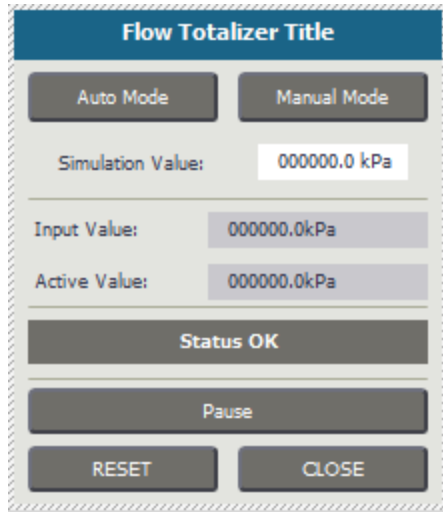 Flow Totalizer Title
Auto Mode Manual Mode
Simulation Value: 000000.0 kPa
Input Value: 000000.0kPa
Active Value: 000000.0kPa
Status OK
Pause
RESET CLOSE